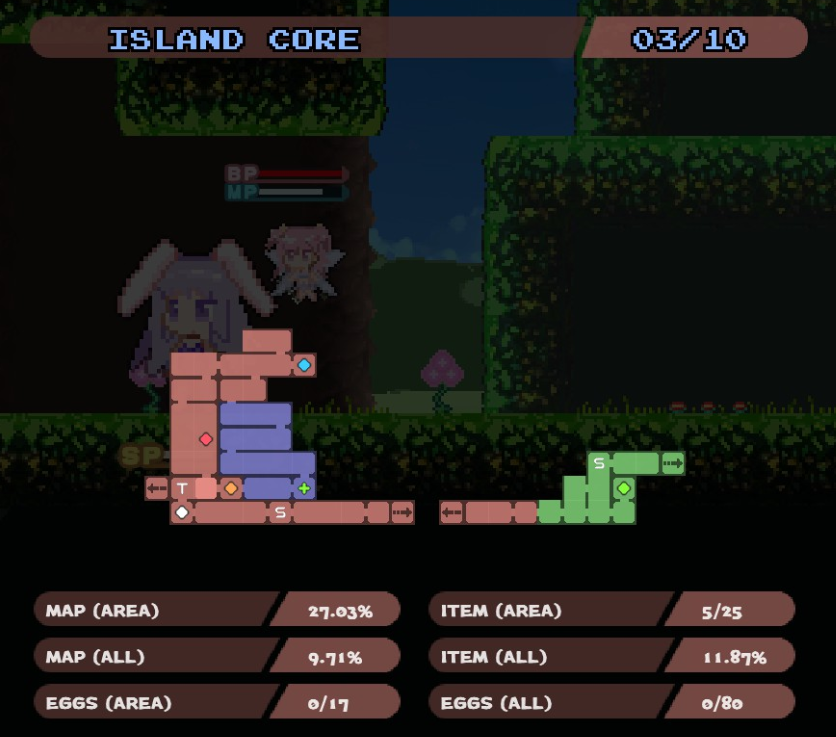 ISLAND CORE 03/10
BP
MP
SP
T
S
S
MAP (AREA) 27.03% ITEM (AREA) 5/25
MAP (ALL) 9.71% ITEM (ALL) 11.87%
EGGS (AREA) 0/17 EGGS (ALL) 0/80